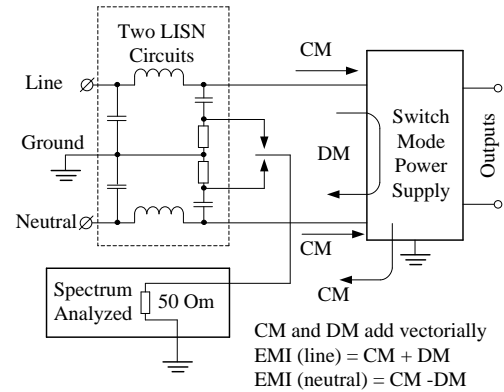 Two LISN
Circuits
CM
Line
Ground
DM
Switch
Mode
Power
Supply
Outputs
Neutral
CM
CM
Spectrum
Analyzed
50 Om
CM and DM add vectorially
EMI (line) = CM + DM
EMI (neutral) = CM -DM